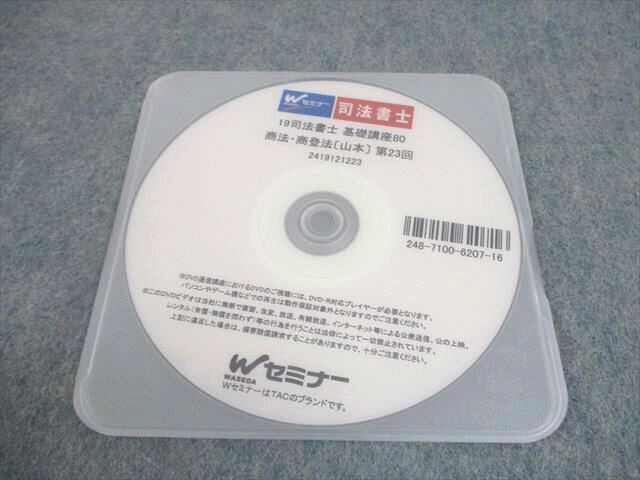 Wセミナー 司法書士
19司法書士 基礎講座80
商法・商登法〔山本〕 第23回
2419121223
248-7100-6207-16
※DVD通信講座におけるDVDのご視聴には、DVD-R対応プレイヤーが必要となります。
パソコンやゲーム機などでの再生は動作保証対象外となりますのでご注意ください。
※このDVDビデオは当社に無断で複製、改変、放送、有線放送、インターネット等による公衆送信、公の上映、
レンタル(有償・無償を問わず)等の行為を行うことは法律によって一切禁止されています。
上記に違反した場合は、損害賠償請求することがありますので、十分ご注意ください。
Wセミナー
WASEDA
WセミナーはTACのブランドです。